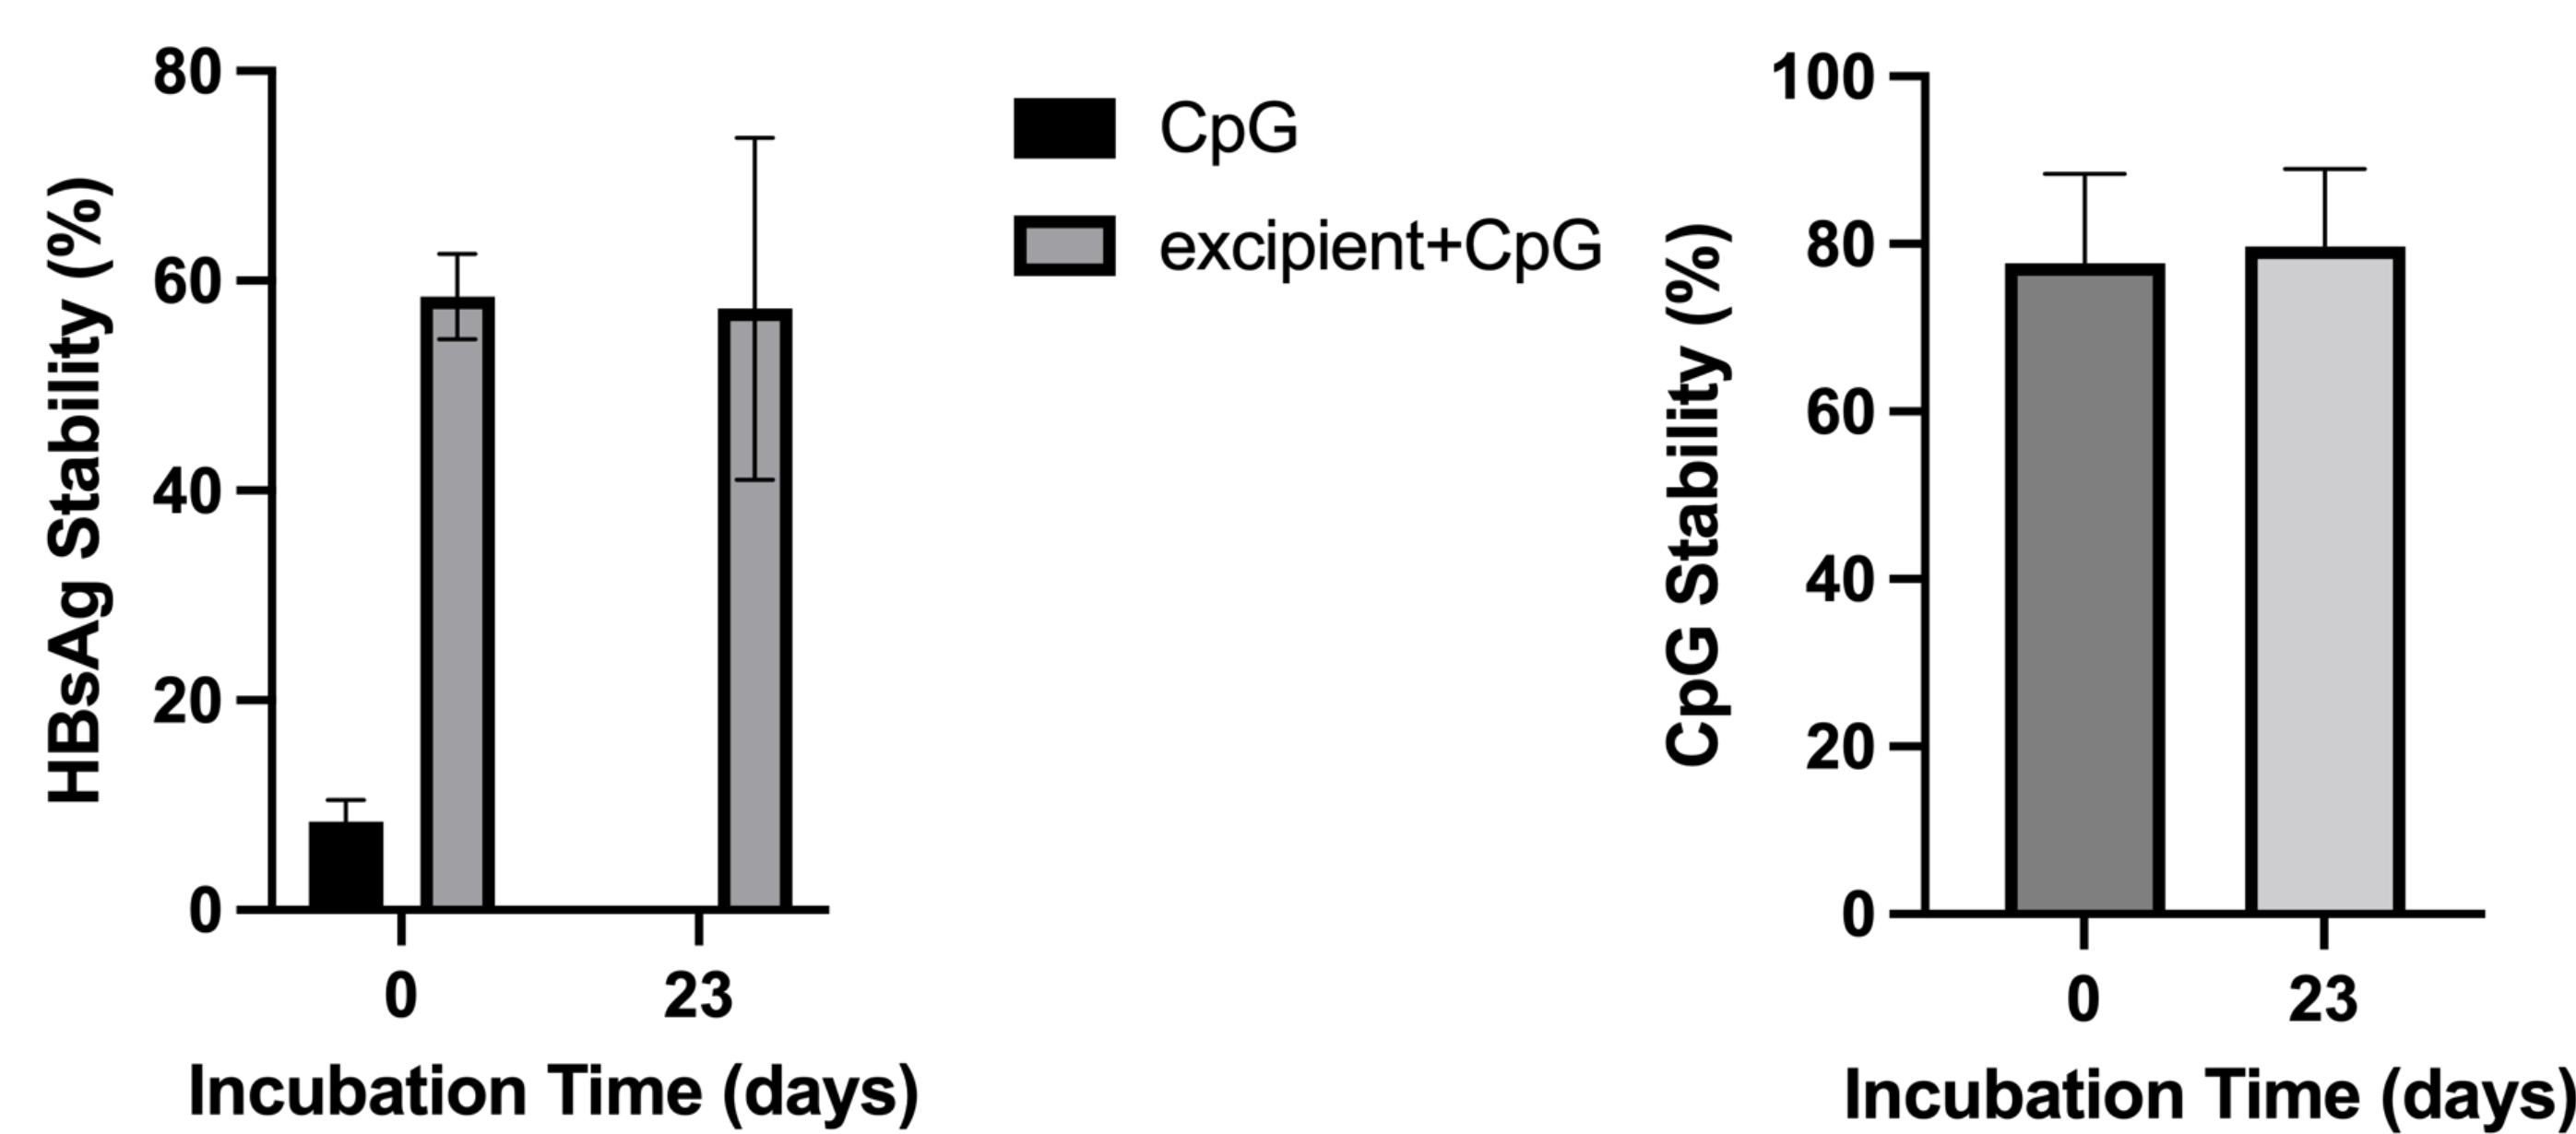 HBsAg Stability (%)
80
60
40
20
0
0 23
Incubation Time (days)
CpG
excipient+CpG
CpG Stability (%)
100
80
60
40
20
0
0 23
Incubation Time (days)